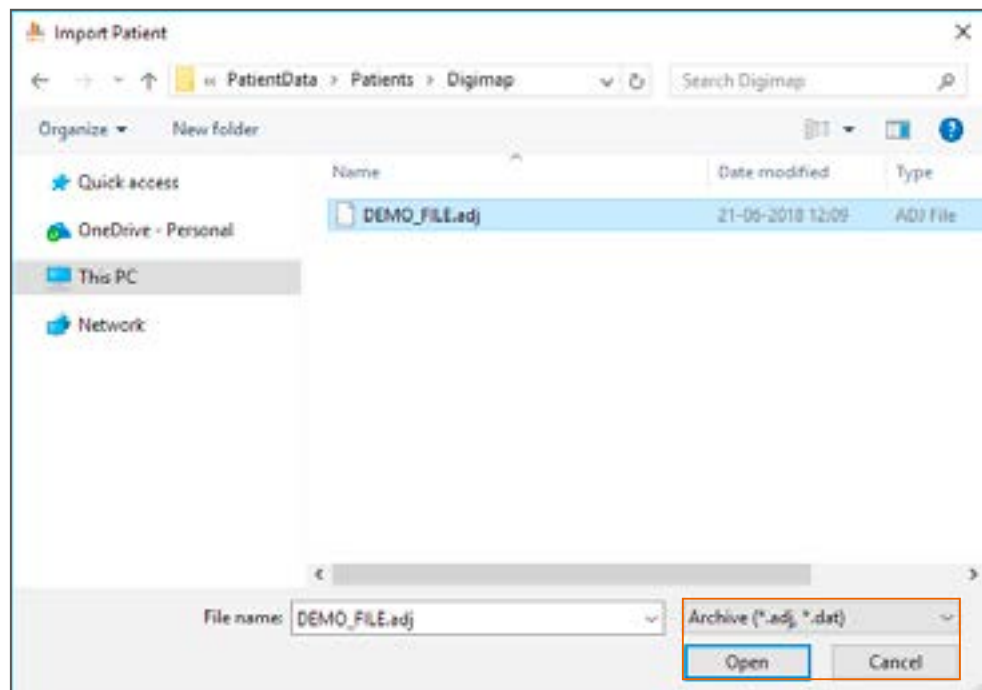 Import Patient
« PatientData > Patients > Digimap
Search Digimap
Organize
New folder
Name
Date modified
Type
Quick access
DEMO_FILE.adj
21-06-2018 12:09
ADJ File
OneDrive - Personal
This PC
Network
File name:
DEMO_FILE.adj
Archive (*.adj, *.dat)
Open
Cancel